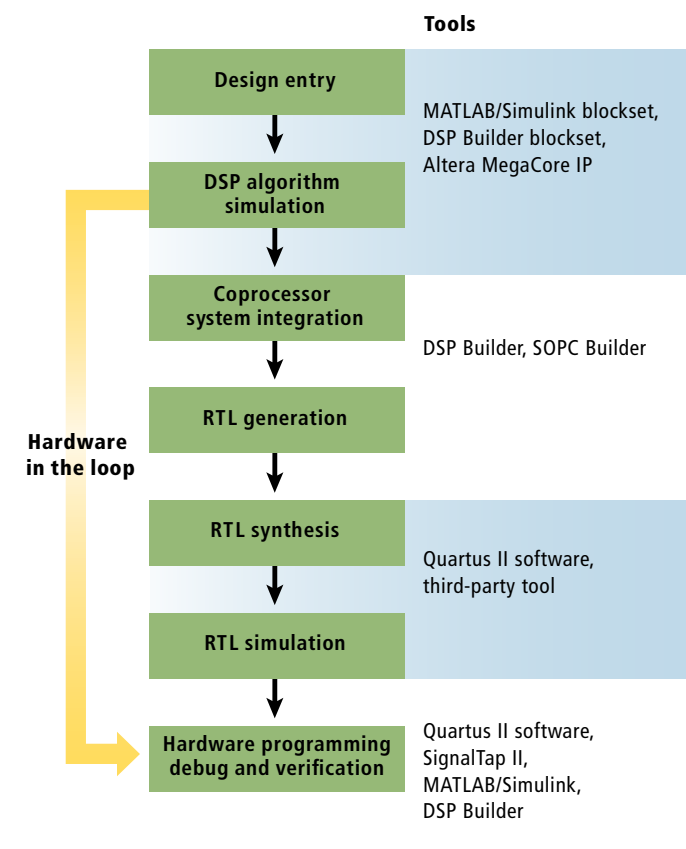 Tools
Design entry
MATLAB/Simulink blockset,
DSP Builder blockset,
Altera MegaCore IP
DSP algorithm
simulation
Coprocessor
system integration
DSP Builder, SOPC Builder
RTL generation
Hardware
in the loop
RTL synthesis
Quartus II software,
third-party tool
RTL simulation
Hardware programming
debug and verification
Quartus II software,
SignalTap II,
MATLAB/Simulink,
DSP Builder